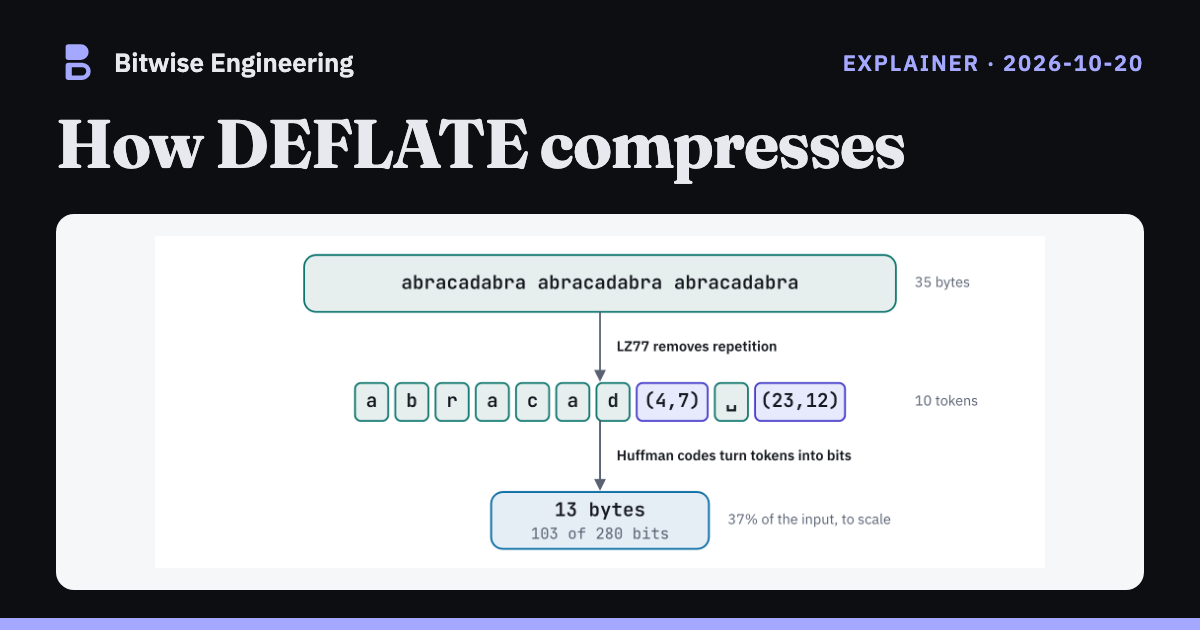 Bitwise Engineering
EXPLAINER · 2026-10-20
How DEFLATE compresses
abracadabra abracadabra abracadabra
35 bytes
LZ77 removes repetition
a b r a c a d (4,7) ␣ (23,12)
10 tokens
Huffman codes turn tokens into bits
13 bytes
103 of 280 bits
37% of the input, to scale